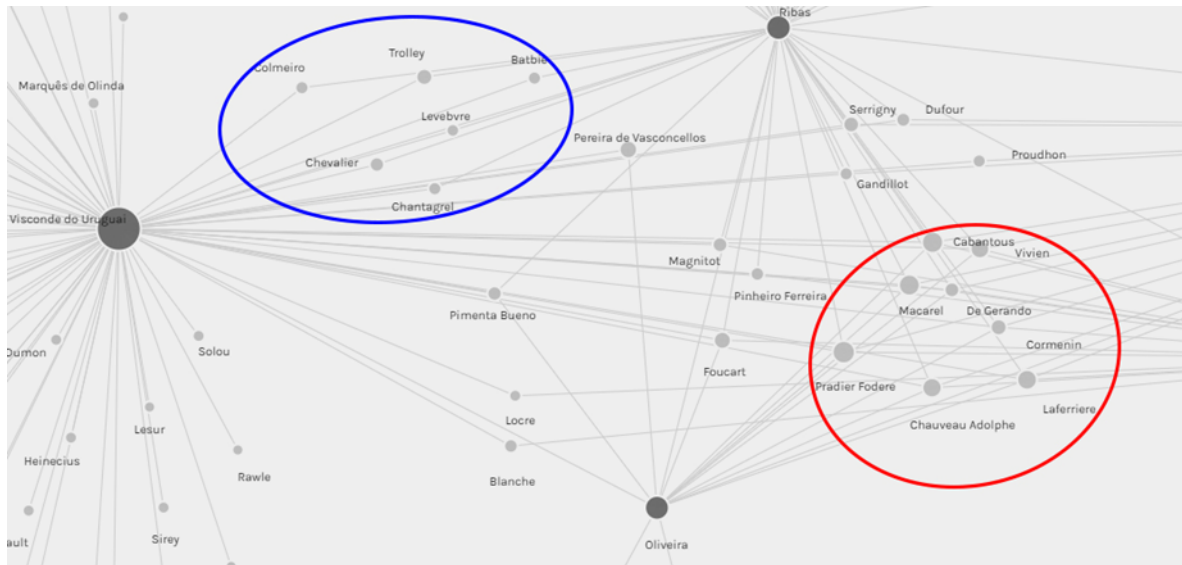 Ribas
Trolley
Batbie
Colmeiro
Marquês de Olinda
Serrigny
Dufour
Levebvre
Pereira de Vasconcellos
Chevalier
Proudhon
Gandillot
Chantagrel
Visconde do Uruguai
Cabantous
Vivien
Magnitot
Pinheiro Ferreira
Macarel
De Gerando
Pimenta Bueno
Cormenin
Dumon
Solou
Foucart
Pradier Fodere
Laferriere
Locre
Chauveau Adolphe
Lesur
Heinecius
Rawle
Blanche
Sirey
ault
Oliveira